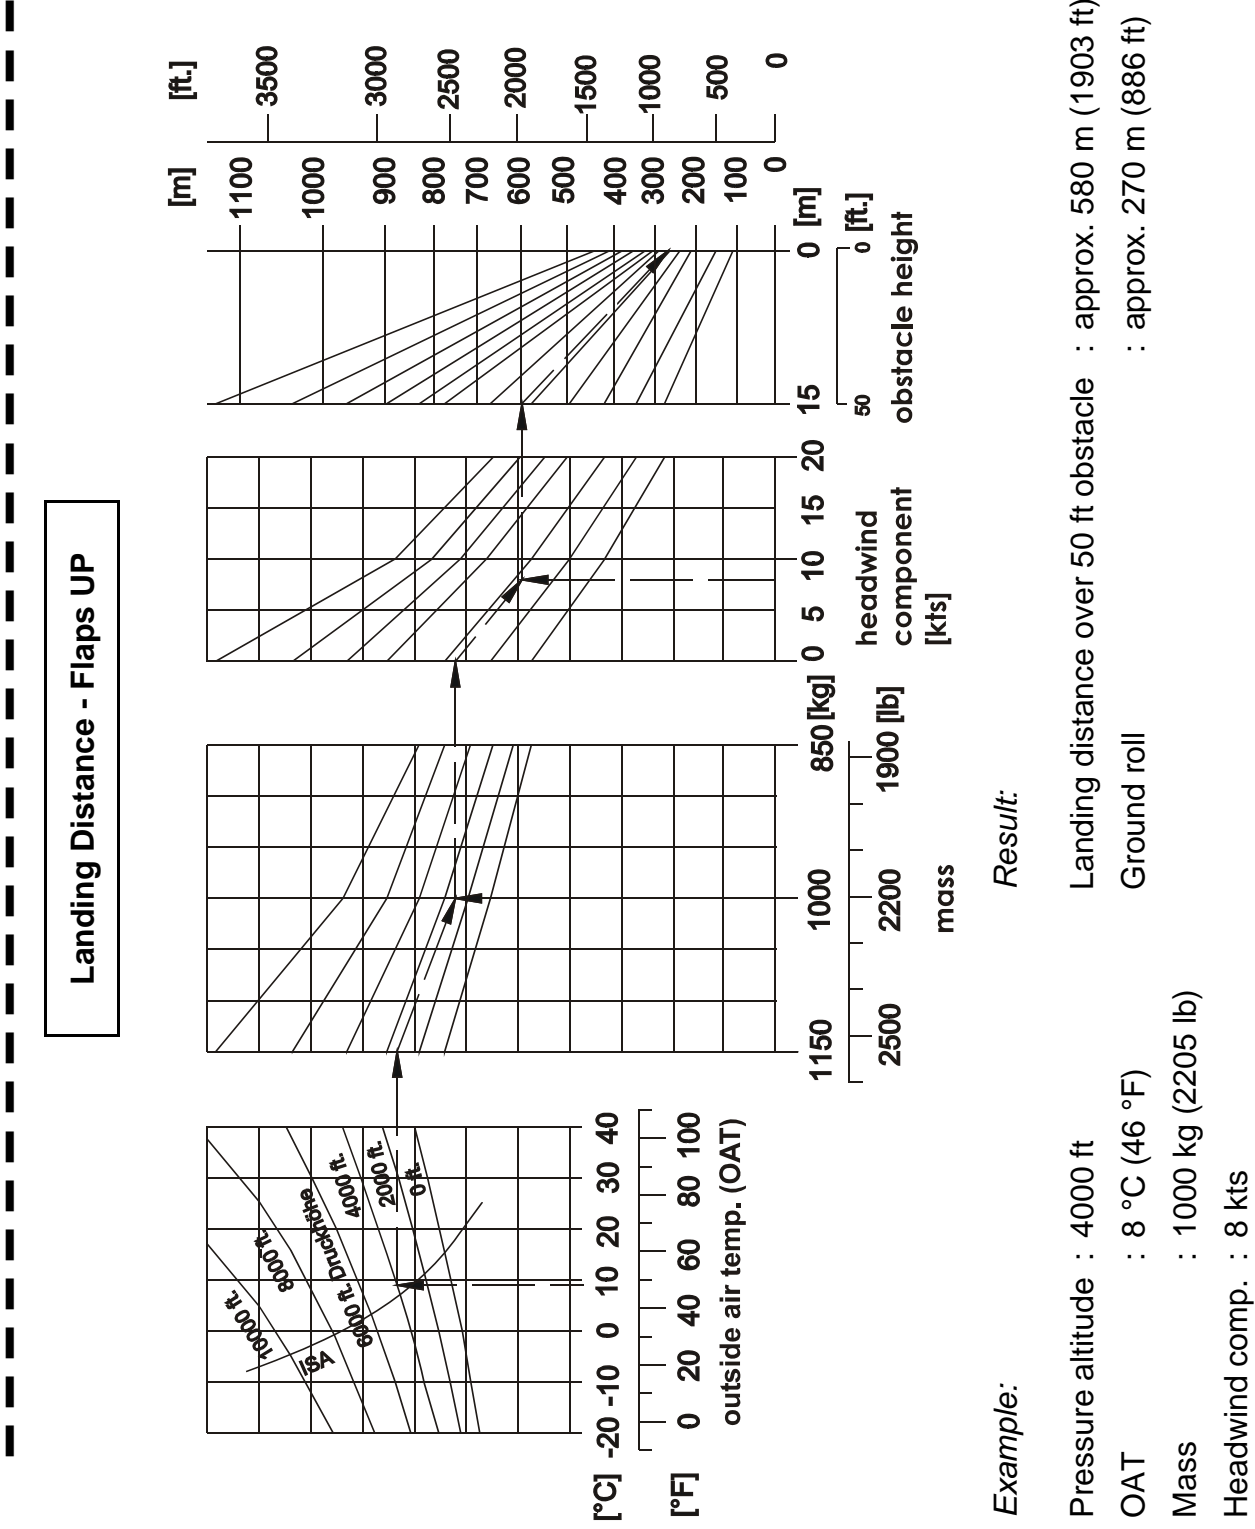 Landing Distance - Flaps UP
[m] [ft.]
1100
1000
900
800
700
600
500
400
300
200
100
0
3500
3000
2500
2000
1500
1000
500
0
10000 ft.
8000 ft.
6000 ft. Druckhöhe
4000 ft.
2000 ft.
0 ft.
ISA
[°C] -20 -10 0 10 20 30 40
[°F] 0 20 40 60 80 100
outside air temp. (OAT)
1150 1000 850 [kg]
2500 2200 1900 [lb]
mass
0 5 10 15 20
headwind
component
[kts]
15 0 [m]
50 0 [ft.]
obstacle height
Example:
Pressure altitude : 4000 ft
OAT : 8 °C (46 °F)
Mass : 1000 kg (2205 lb)
Headwind comp. : 8 kts
Result:
Landing distance over 50 ft obstacle : approx. 580 m (1903 ft)
Ground roll : approx. 270 m (886 ft)